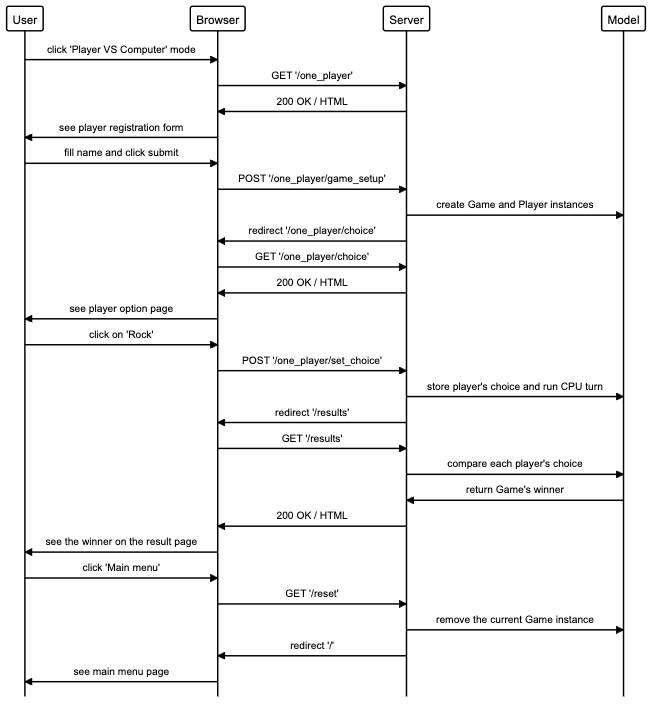 User Browser Server Model
click 'Player VS Computer' mode
GET '/one_player'
200 OK / HTML
see player registration form
fill name and click submit
POST '/one_player/game_setup'
create Game and Player instances
redirect '/one_player/choice'
GET '/one_player/choice'
200 OK / HTML
see player option page
click on 'Rock'
POST '/one_player/set_choice'
store player's choice and run CPU turn
redirect '/results'
GET '/results'
compare each player's choice
return Game's winner
200 OK / HTML
see the winner on the result page
click 'Main menu'
GET '/reset'
remove the current Game instance
redirect '/'
see main menu page